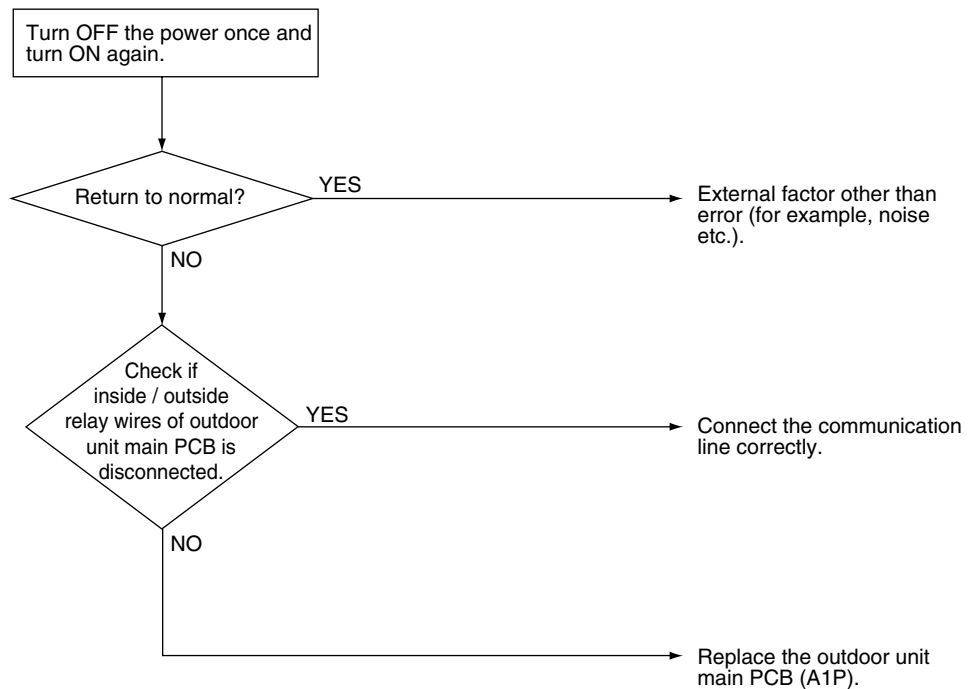 Turn OFF the power once and
turn ON again.
Return to normal?
YES
External factor other than
error (for example, noise
etc.).
NO
Check if
inside / outside
relay wires of outdoor
unit main PCB is
disconnected.
YES
Connect the communication
line correctly.
NO
Replace the outdoor unit
main PCB (A1P).